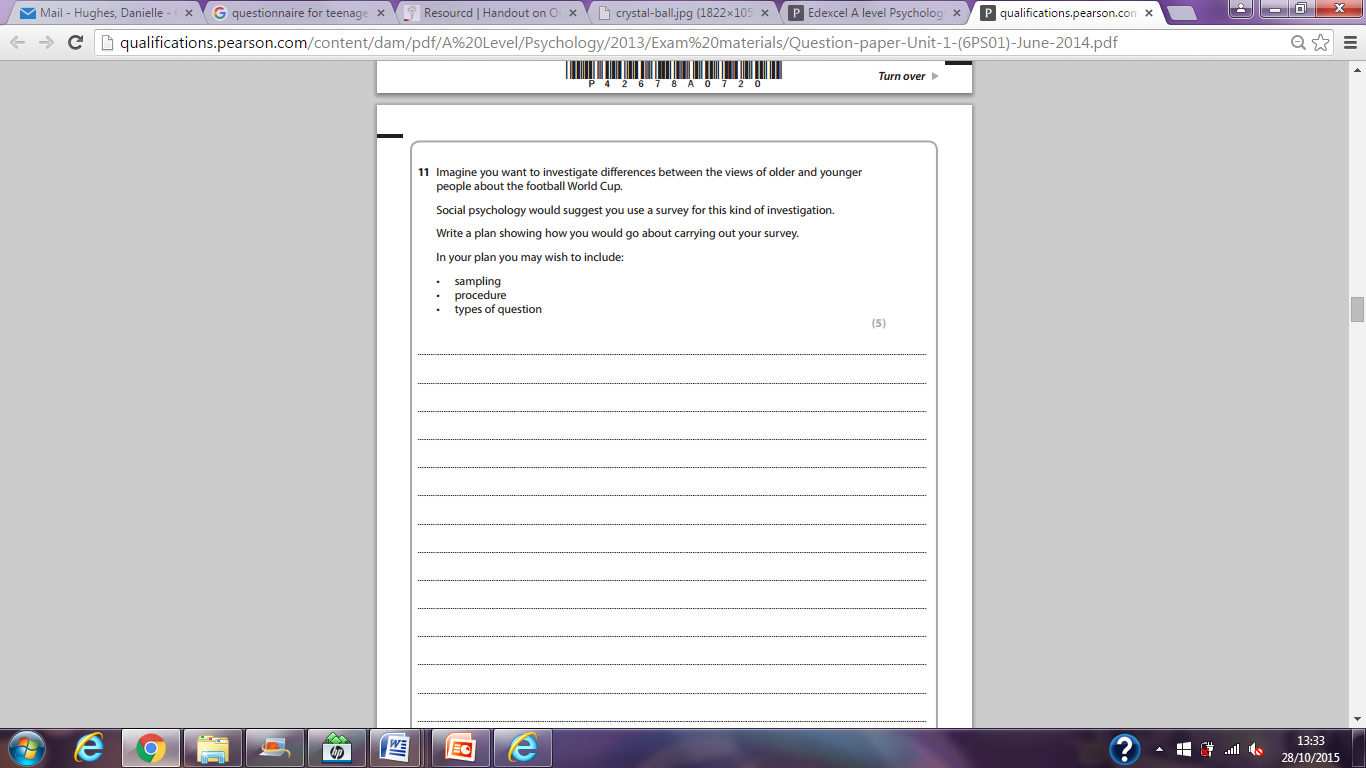 Mail - Hughes, Danielle -
questionnaire for teenage
Resourcd | Handout on O
crystal-ball.jpg (1822×105
Edexcel A level Psycholog
qualifications.pearson.com
qualifications.pearson.com/content/dam/pdf/A%20Level/Psychology/2013/Exam%20materials/Question-paper-Unit-1-(6PS01)-June-2014.pdf
P 4 2 6 7 8 A 0 7 2 0
Turn over
11 Imagine you want to investigate differences between the views of older and younger
people about the football World Cup.
Social psychology would suggest you use a survey for this kind of investigation.
Write a plan showing how you would go about carrying out your survey.
In your plan you may wish to include:
• sampling
• procedure
• types of question
(5)
13:33
28/10/2015